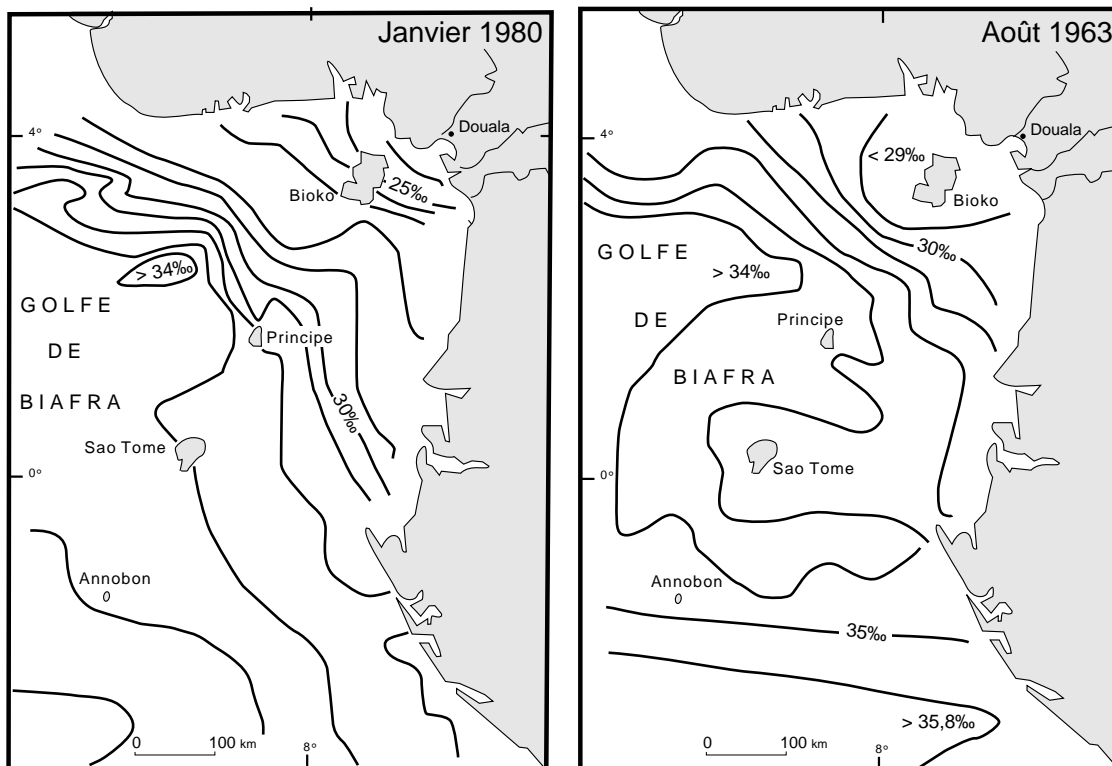 Janvier 1980
4°
Douala
Bioko
25‰
> 34‰
GOLFE
DE
BIAFRA
Principe
30‰
Sao Tome
0°
Annobon
0 100 km
8°
Août 1963
4°
Douala
< 29‰
Bioko
30‰
GOLFE
> 34‰
DE
Principe
BIAFRA
Sao Tome
0°
Annobon
35‰
> 35,8‰
0 100 km
8°